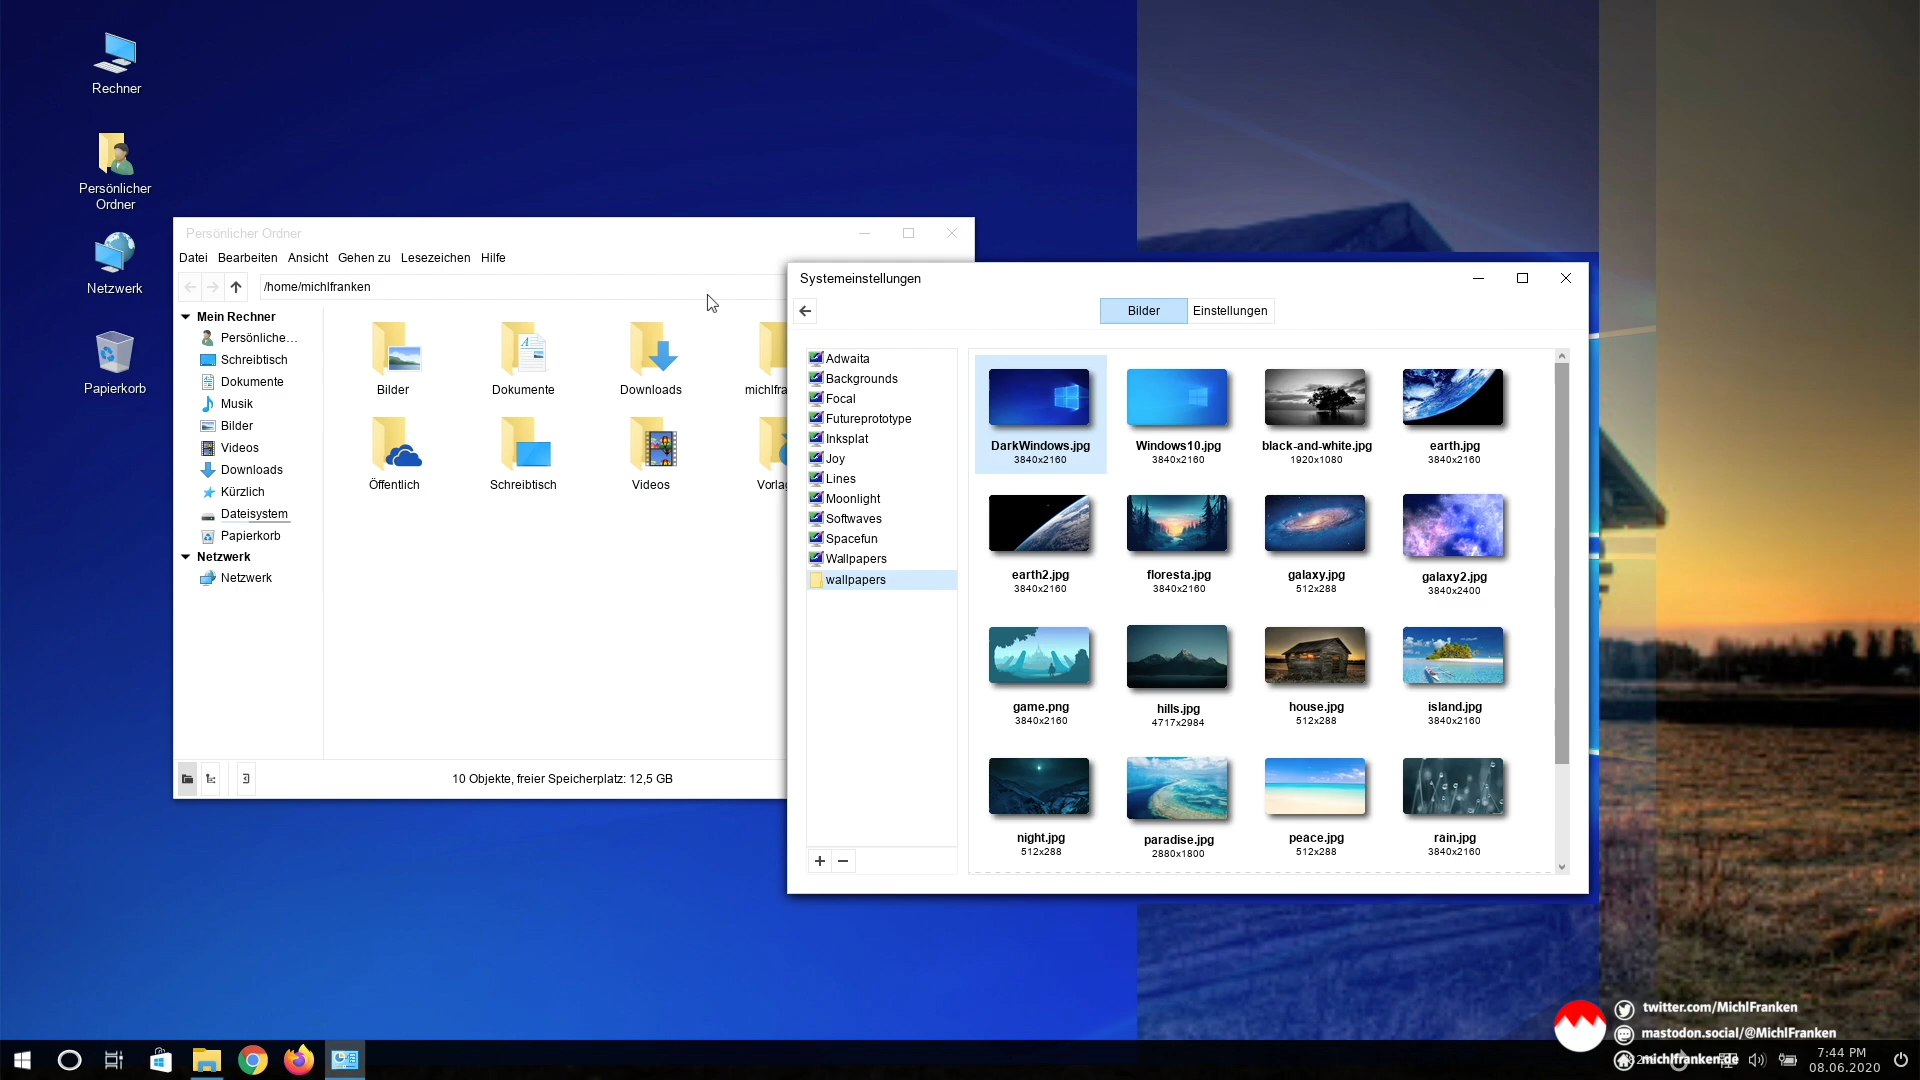 Rechner
Persönlicher
Ordner
Netzwerk
Papierkorb
Persönlicher Ordner
Datei Bearbeiten Ansicht Gehen zu Lesezeichen Hilfe
/home/michlfranken
Mein Rechner
Persönliche...
Schreibtisch
Dokumente
Musik
Bilder
Videos
Downloads
Kürzlich
Dateisystem
Papierkorb
Netzwerk
Netzwerk
Bilder Dokumente Downloads
Öffentlich Schreibtisch Videos
10 Objekte, freier Speicherplatz: 12,5 GB
Systemeinstellungen
Bilder Einstellungen
Adwaita
Backgrounds
Focal
Futureprototype
Inksplat
Joy
Lines
Moonlight
Softwaves
Spacefun
Wallpapers
wallpapers
DarkWindows.jpg Windows10.jpg black-and-white.jpg earth.jpg
3840x2160 3840x2160 1920x1080 3840x2160
earth2.jpg floresta.jpg galaxy.jpg galaxy2.jpg
3840x2160 3840x2160 512x288 3840x2400
game.png hills.jpg house.jpg island.jpg
3840x2160 4717x2984 512x288 3840x2160
night.jpg paradise.jpg peace.jpg rain.jpg
512x288 2880x1800 512x288 3840x2160
twitter.com/MichlFranken
mastodon.social/@MichlFranken
michlfranken.de
7:44 PM
08.06.2020